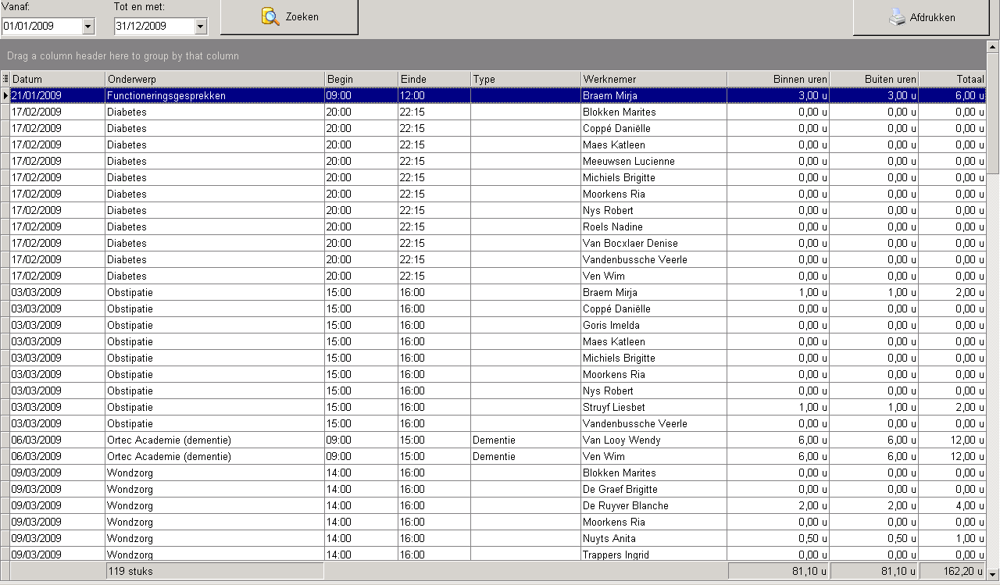 Vanaf: Tot en met:
01/01/2009 31/12/2009 Zoeken Afdrukken
Drag a column header here to group by that column
Datum Onderwerp Begin Einde Type Werknemer Binnen uren Buiten uren Totaal
21/01/2009 Functioneringsgesprekken 09:00 12:00 Braem Mirja 3,00 u 3,00 u 6,00 u
17/02/2009 Diabetes 20:00 22:15 Blokken Marites 0,00 u 0,00 u 0,00 u
17/02/2009 Diabetes 20:00 22:15 Coppé Daniëlle 0,00 u 0,00 u 0,00 u
17/02/2009 Diabetes 20:00 22:15 Maes Katleen 0,00 u 0,00 u 0,00 u
17/02/2009 Diabetes 20:00 22:15 Meeuwsen Lucienne 0,00 u 0,00 u 0,00 u
17/02/2009 Diabetes 20:00 22:15 Michiels Brigitte 0,00 u 0,00 u 0,00 u
17/02/2009 Diabetes 20:00 22:15 Moorkens Ria 0,00 u 0,00 u 0,00 u
17/02/2009 Diabetes 20:00 22:15 Nys Robert 0,00 u 0,00 u 0,00 u
17/02/2009 Diabetes 20:00 22:15 Roels Nadine 0,00 u 0,00 u 0,00 u
17/02/2009 Diabetes 20:00 22:15 Van Bocxlaer Denise 0,00 u 0,00 u 0,00 u
17/02/2009 Diabetes 20:00 22:15 Vandenbussche Veerle 0,00 u 0,00 u 0,00 u
17/02/2009 Diabetes 20:00 22:15 Ven Wim 0,00 u 0,00 u 0,00 u
03/03/2009 Obstipatie 15:00 16:00 Braem Mirja 1,00 u 1,00 u 2,00 u
03/03/2009 Obstipatie 15:00 16:00 Coppé Daniëlle 0,00 u 0,00 u 0,00 u
03/03/2009 Obstipatie 15:00 16:00 Goris Imelda 0,00 u 0,00 u 0,00 u
03/03/2009 Obstipatie 15:00 16:00 Maes Katleen 0,00 u 0,00 u 0,00 u
03/03/2009 Obstipatie 15:00 16:00 Michiels Brigitte 0,00 u 0,00 u 0,00 u
03/03/2009 Obstipatie 15:00 16:00 Moorkens Ria 0,00 u 0,00 u 0,00 u
03/03/2009 Obstipatie 15:00 16:00 Nys Robert 0,00 u 0,00 u 0,00 u
03/03/2009 Obstipatie 15:00 16:00 Struyf Liesbet 1,00 u 1,00 u 2,00 u
03/03/2009 Obstipatie 15:00 16:00 Vandenbussche Veerle 0,00 u 0,00 u 0,00 u
06/03/2009 Ortec Academie (dementie) 09:00 15:00 Dementie Van Looy Wendy 6,00 u 6,00 u 12,00 u
06/03/2009 Ortec Academie (dementie) 09:00 15:00 Dementie Ven Wim 6,00 u 6,00 u 12,00 u
09/03/2009 Wondzorg 14:00 16:00 Blokken Marites 0,00 u 0,00 u 0,00 u
09/03/2009 Wondzorg 14:00 16:00 De Graef Brigitte 0,00 u 0,00 u 0,00 u
09/03/2009 Wondzorg 14:00 16:00 De Ruyver Blanche 2,00 u 2,00 u 4,00 u
09/03/2009 Wondzorg 14:00 16:00 Moorkens Ria 0,00 u 0,00 u 0,00 u
09/03/2009 Wondzorg 14:00 16:00 Nuyts Anita 0,50 u 0,50 u 1,00 u
09/03/2009 Wondzorg 14:00 16:00 Trappers Ingrid 0,00 u 0,00 u 0,00 u
119 stuks 81,10 u 81,10 u 162,20 u